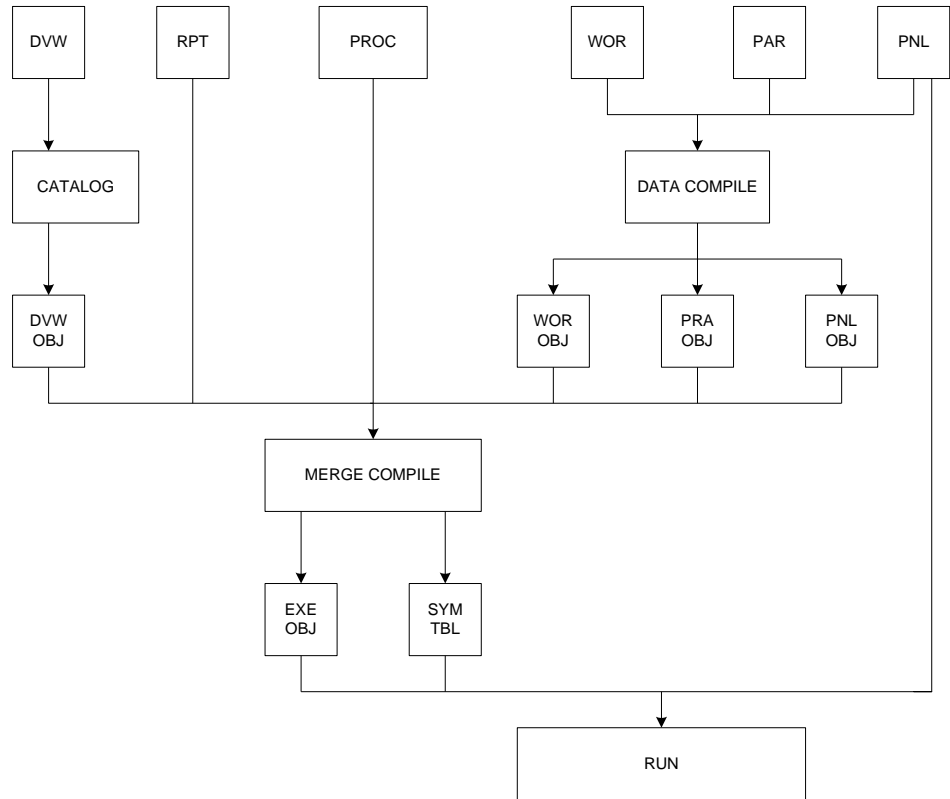 DVW
RPT
PROC
WOR
PAR
PNL
CATALOG
DATA COMPILE
DVW
OBJ
WOR
OBJ
PRA
OBJ
PNL
OBJ
MERGE COMPILE
EXE
OBJ
SYM
TBL
RUN